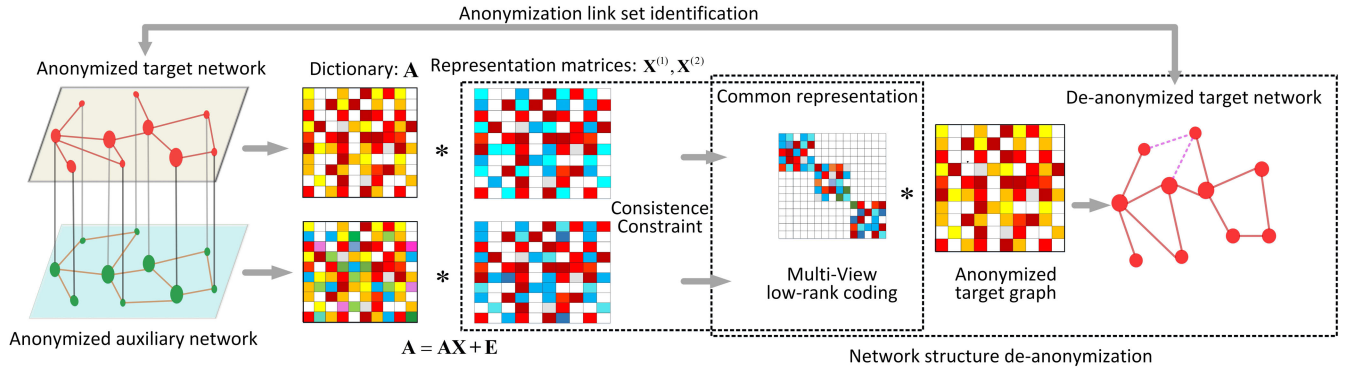 Anonymization link set identification
Anonymized target network
Dictionary: A
Representation matrices: X⁽¹⁾, X⁽²⁾
Common representation
De-anonymized target network
*
*
*
Consistence
Constraint
Multi-View
low-rank coding
Anonymized
target graph
Anonymized auxiliary network
A = AX + E
Network structure de-anonymization